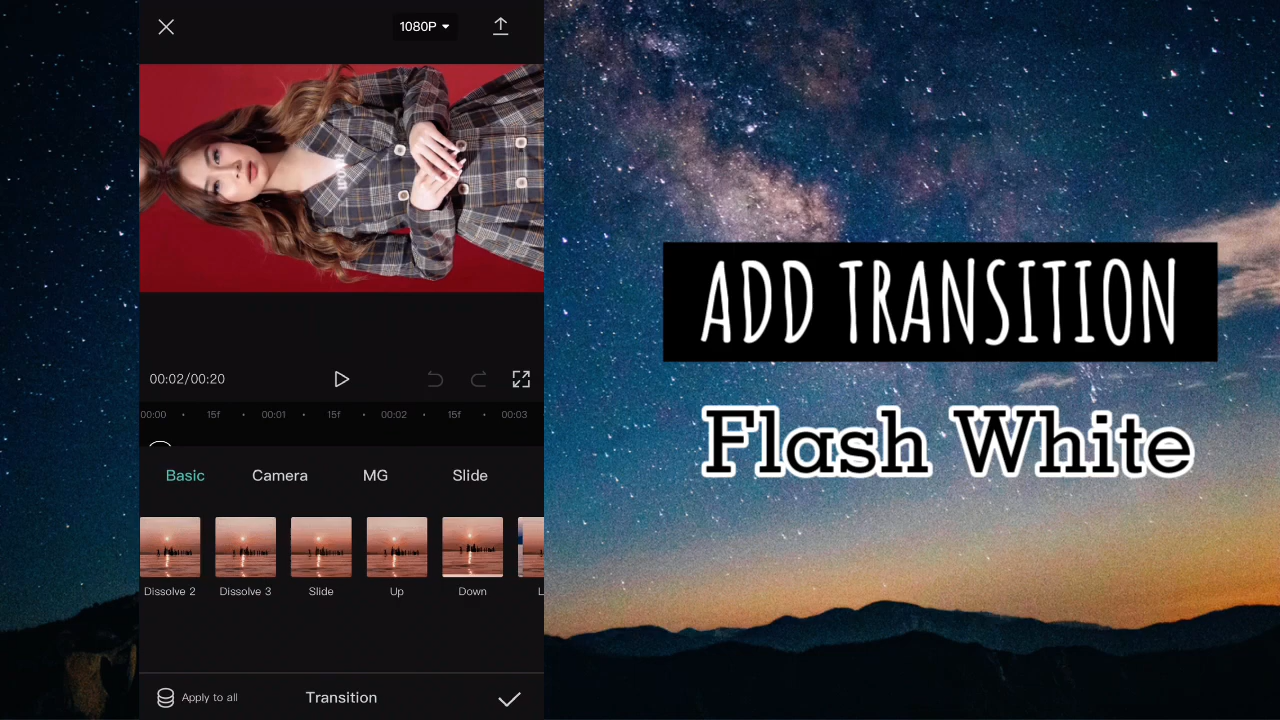 1080P
00:02/00:20
00:00 15f 00:01 15f 00:02 15f 00:03
Basic Camera MG Slide
Dissolve 2 Dissolve 3 Slide Up Down
Apply to all Transition
ADD TRANSITION
Flash White